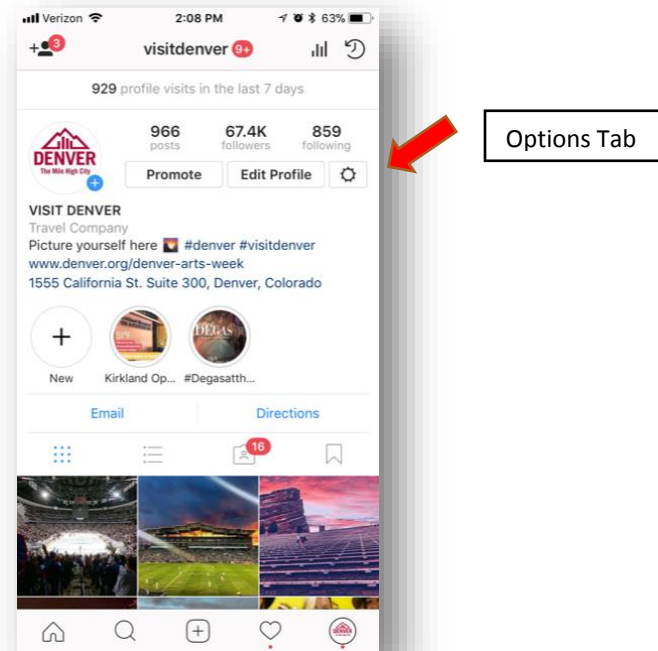 Verizon 2:08 PM 63%
3
visitdenver 9+
929 profile visits in the last 7 days
966 67.4K 859
posts followers following
DENVER
The Mile High City
Promote Edit Profile
Options Tab
VISIT DENVER
Travel Company
Picture yourself here #denver #visitdenver
www.denver.org/denver-arts-week
1555 California St. Suite 300, Denver, Colorado
DEGAS
New Kirkland Op... #Degasatth...
Email Directions
16
DENVER